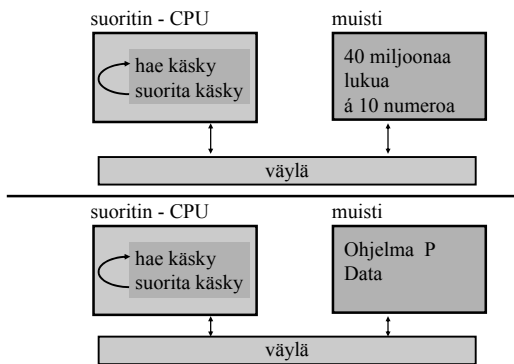 suoritin - CPU
muisti
hae käsky
suorita käsky
40 miljoonaa
lukua
á 10 numeroa
väylä
suoritin - CPU
muisti
hae käsky
suorita käsky
Ohjelma P
Data
väylä